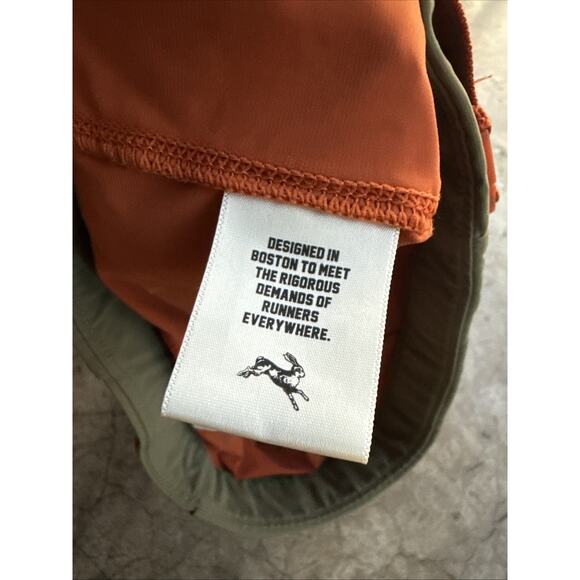 DESIGNED IN
BOSTON TO MEET
THE RIGOROUS
DEMANDS OF
RUNNERS
EVERYWHERE.